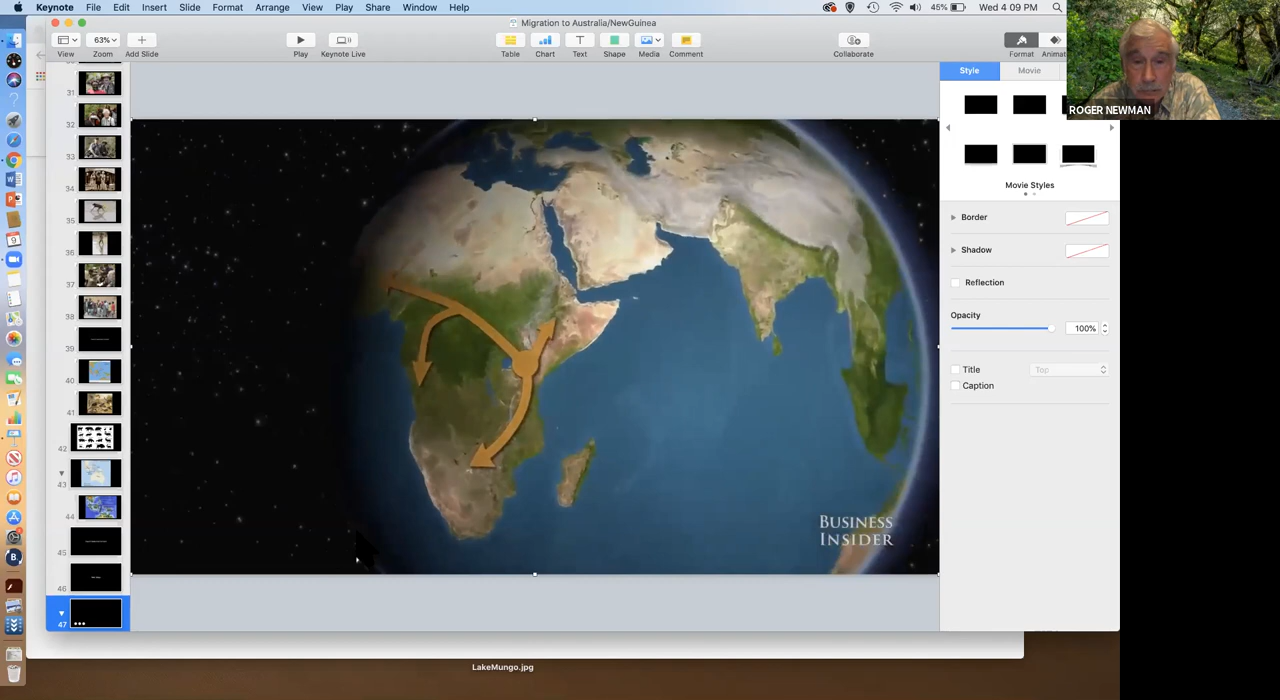 Keynote File Edit Insert Slide Format Arrange View Play Share Window Help
45% Wed 4 09 PM
Migration to Australia/NewGuinea
63%
View Zoom Add Slide Play Keynote Live Table Chart Text Shape Media Comment Collaborate Format Animat
ROGER NEWMAN
Style Movie
Movie Styles
Border
Shadow
Reflection
Opacity
100%
Title Top
Caption
31
32
33
34
35
36
37
38
39
40
41
42
43
44
45
46
47
BUSINESS
INSIDER
LakeMungo.jpg